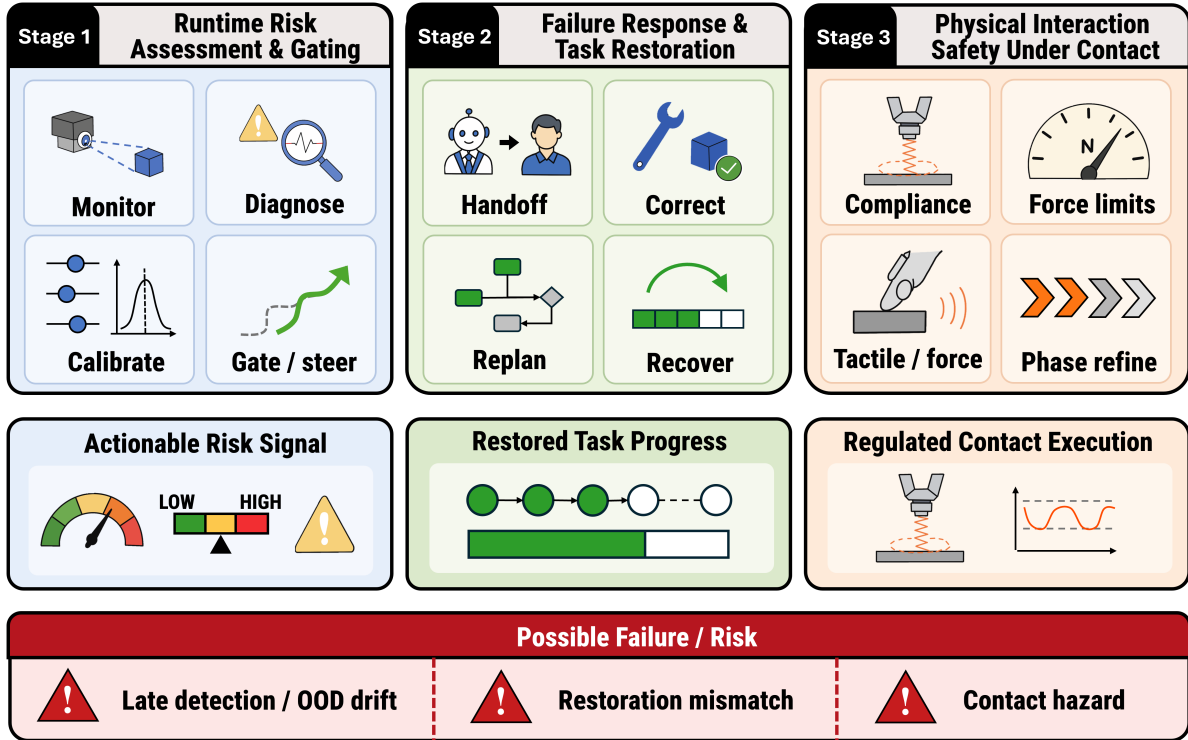 Stage 1
Runtime Risk
Assessment & Gating
Monitor
Diagnose
Calibrate
Gate / steer
Stage 2
Failure Response &
Task Restoration
Handoff
Correct
Replan
Recover
Stage 3
Physical Interaction
Safety Under Contact
Compliance
N
Force limits
Tactile / force
Phase refine
Actionable Risk Signal
LOW HIGH
Restored Task Progress
Regulated Contact Execution
Possible Failure / Risk
Late detection / OOD drift
Restoration mismatch
Contact hazard